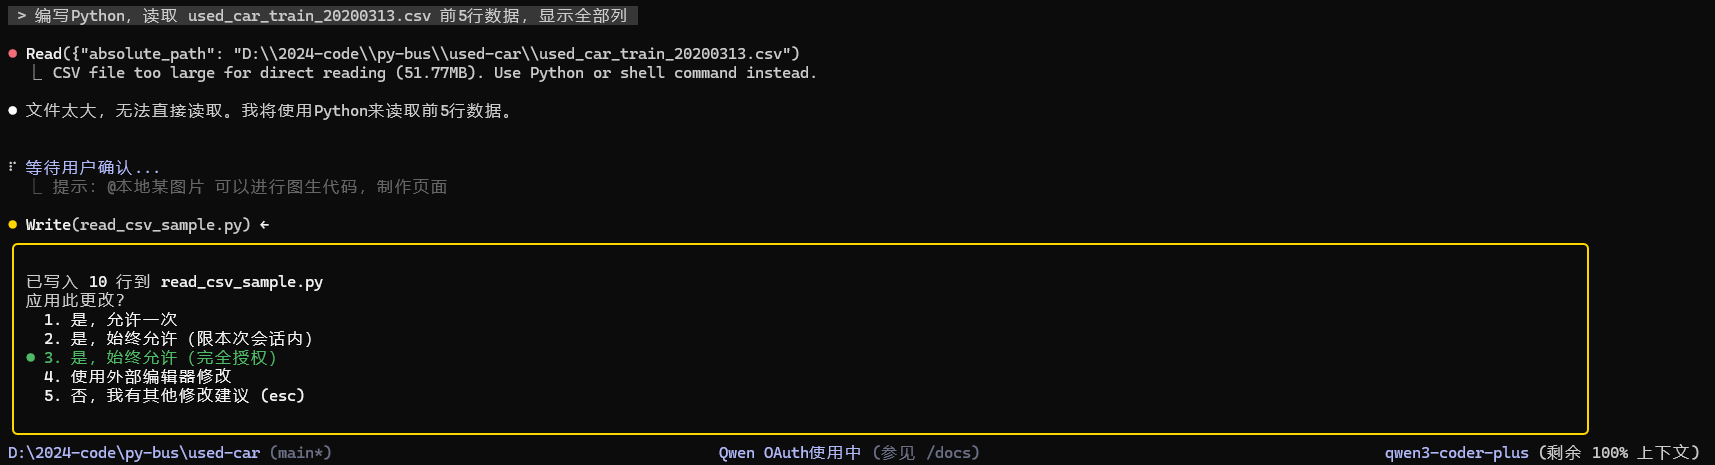 > 编写Python，读取 used_car_train_20200313.csv 前5行数据，显示全部列
● Read({"absolute_path": "D:\\2024-code\\py-bus\\used-car\\used_car_train_20200313.csv")
⎿ CSV file too large for direct reading (51.77MB). Use Python or shell command instead.
● 文件太大，无法直接读取。我将使用Python来读取前5行数据。
⠏ 等待用户确认...
⎿ 提示: @本地某图片 可以进行图生代码，制作页面
● Write(read_csv_sample.py) ←
已写入 10 行到 read_csv_sample.py
应用此更改？
1. 是，允许一次
2. 是，始终允许（限本次会话内）
● 3. 是，始终允许（完全授权）
4. 使用外部编辑器修改
5. 否，我有其他修改建议 (esc)
D:\2024-code\py-bus\used-car (main*) Qwen OAuth使用中 (参见 /docs) qwen3-coder-plus (剩余 100% 上下文)